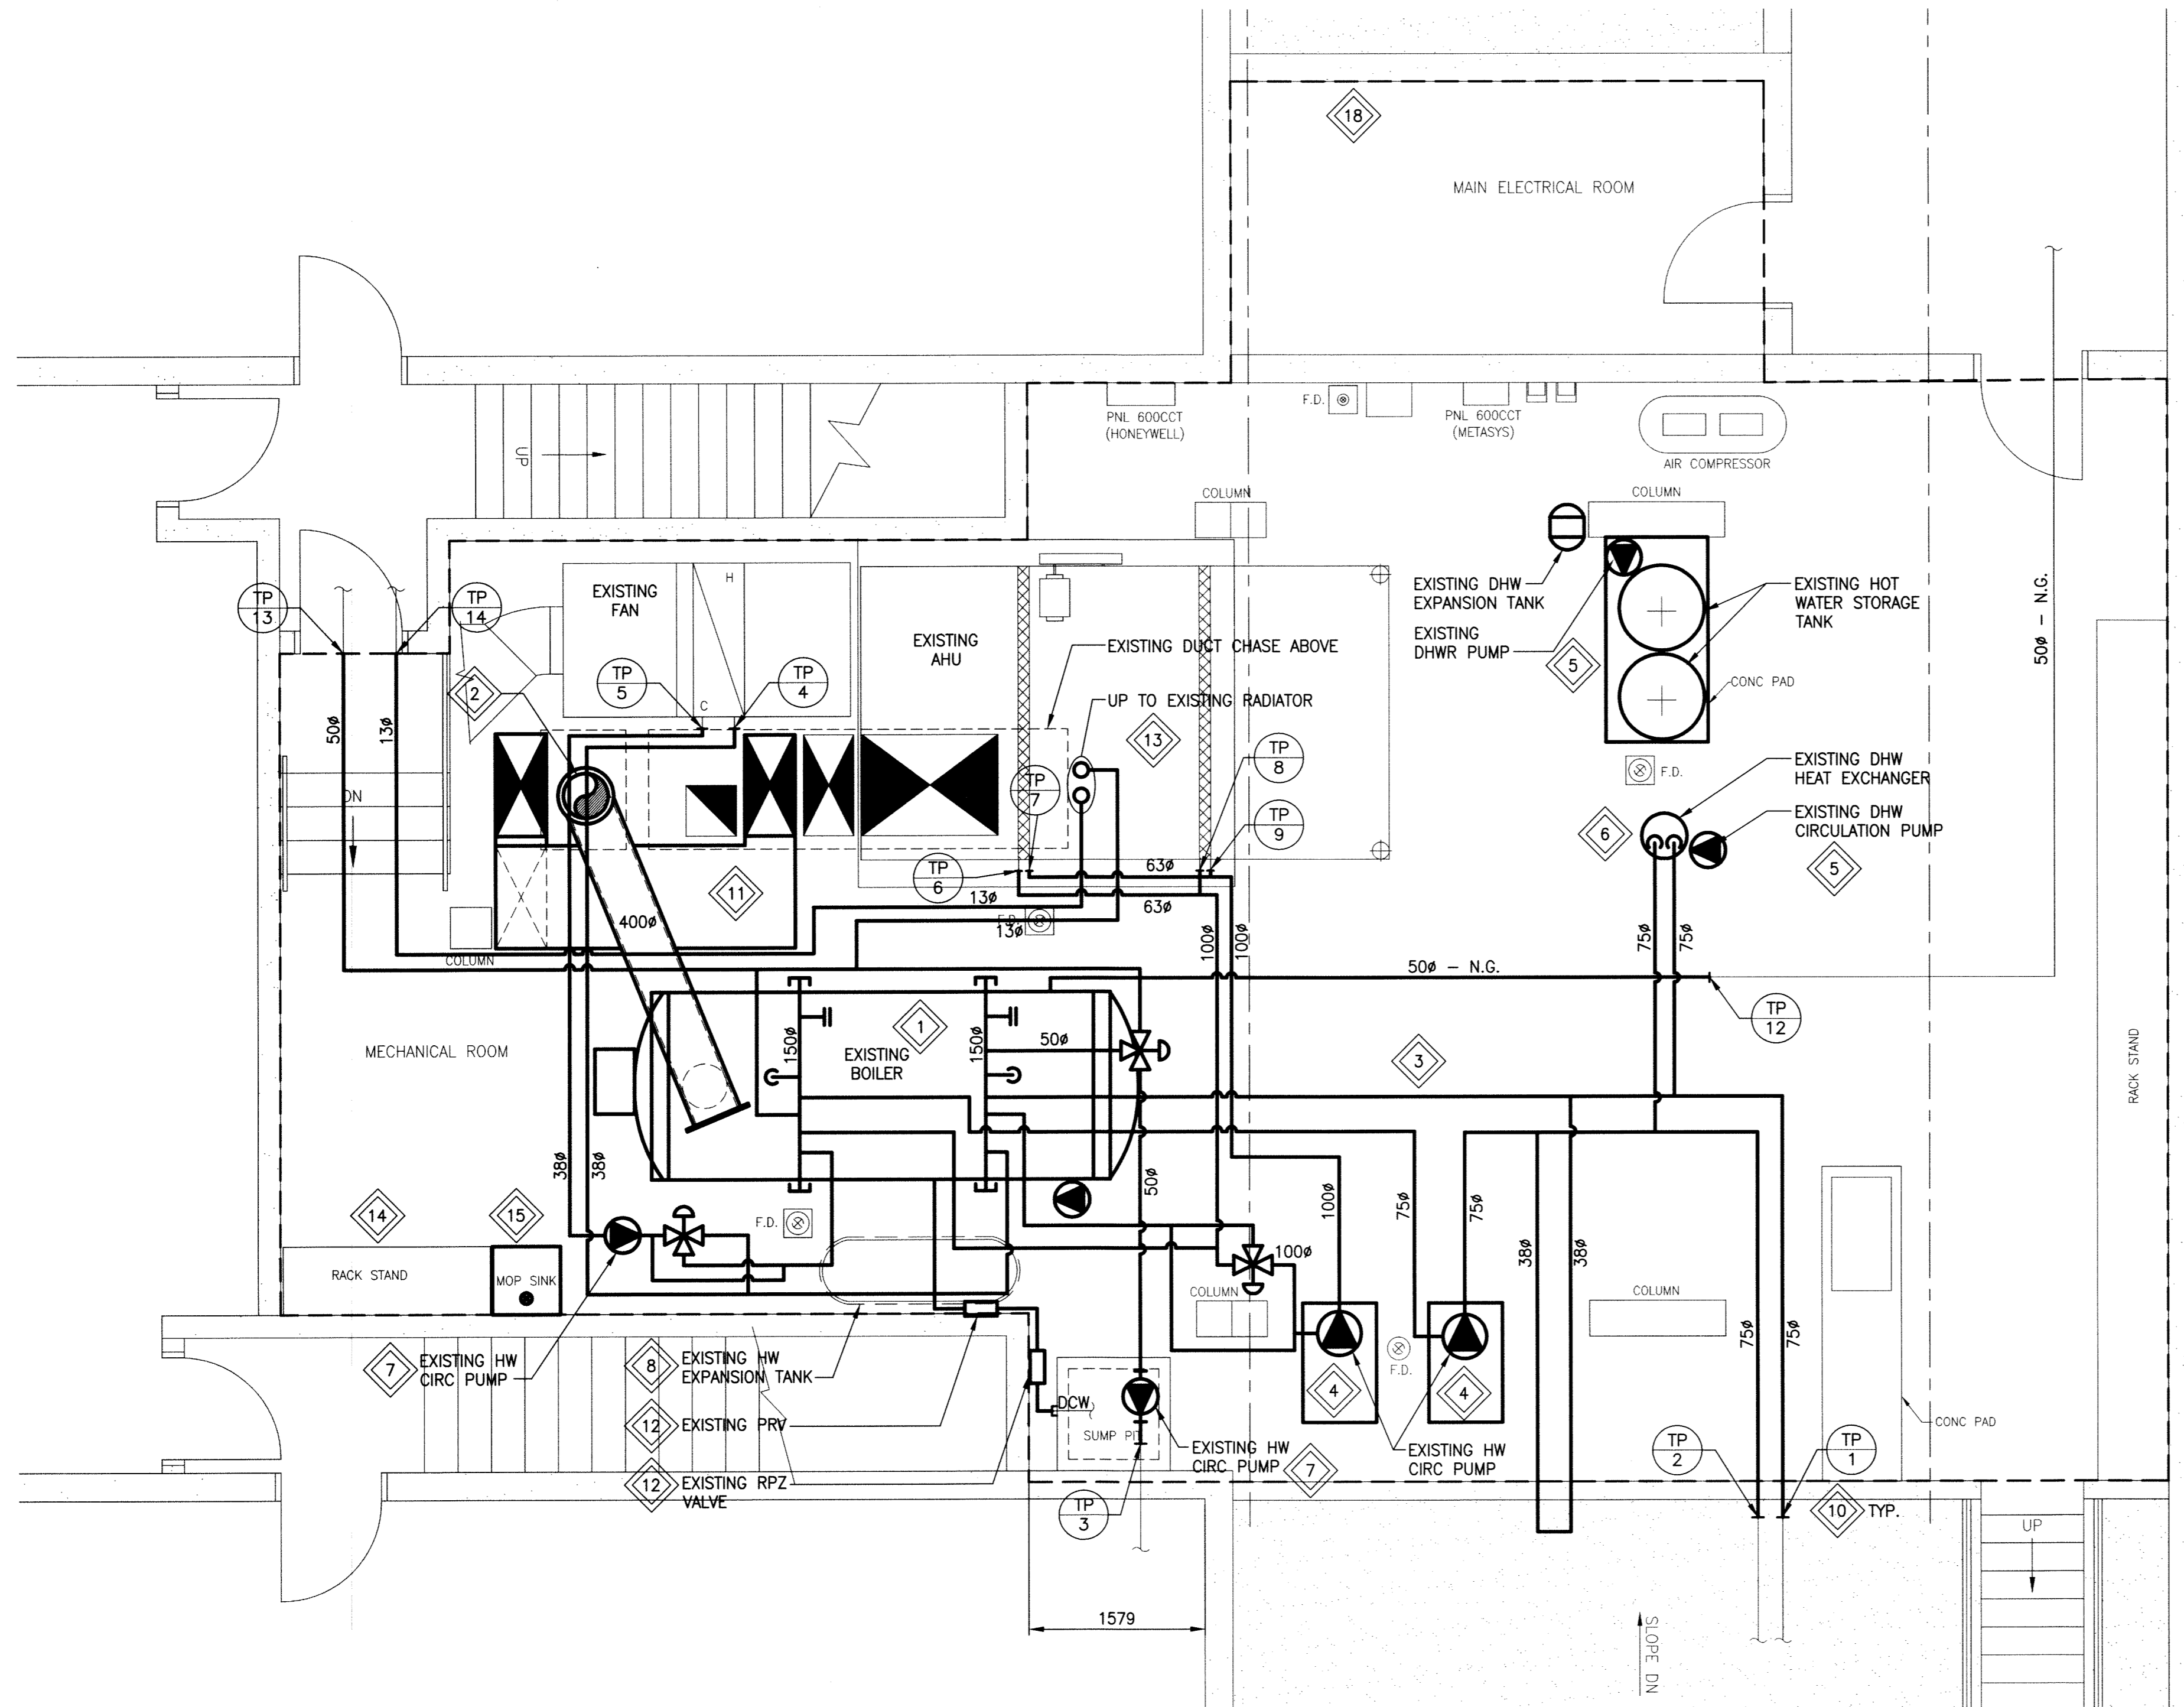 18
MAIN ELECTRICAL ROOM
PNL 600CCT
(HONEYWELL)
F.D.
PNL 600CCT
(METASYS)
AIR COMPRESSOR
UP
COLUMN
COLUMN
TP
13
TP
14
EXISTING
FAN
H
C
EXISTING
AHU
EXISTING DUCT CHASE ABOVE
UP TO EXISTING RADIATOR
EXISTING DHW
EXPANSION TANK
EXISTING
DHWR PUMP
5
EXISTING HOT
WATER STORAGE
TANK
CONC PAD
50ø – N.G.
2
TP
5
TP
4
50ø
13ø
DN
13
TP
8
TP
7
TP
9
TP
6
63ø
63ø
13ø
13ø
F.D.
F.D.
EXISTING DHW
HEAT EXCHANGER
6
EXISTING DHW
CIRCULATION PUMP
5
11
400ø
COLUMN
100ø
100ø
75ø
75ø
50ø – N.G.
TP
12
MECHANICAL ROOM
150ø
1
EXISTING
BOILER
150ø
50ø
3
RACK STAND
38ø
38ø
50ø
100ø
75ø
75ø
38ø
38ø
14
15
F.D.
RACK STAND
MOP SINK
100ø
COLUMN
COLUMN
75ø
75ø
7
EXISTING HW
CIRC PUMP
8
EXISTING HW
EXPANSION TANK
12
EXISTING PRV
12
EXISTING RPZ
VALVE
DCW
SUMP PIT
F.D.
4
4
EXISTING HW
CIRC PUMP
7
EXISTING HW
CIRC PUMP
TP
2
TP
1
CONC PAD
TP
3
10
TYP.
UP
1579
SLOPE DN